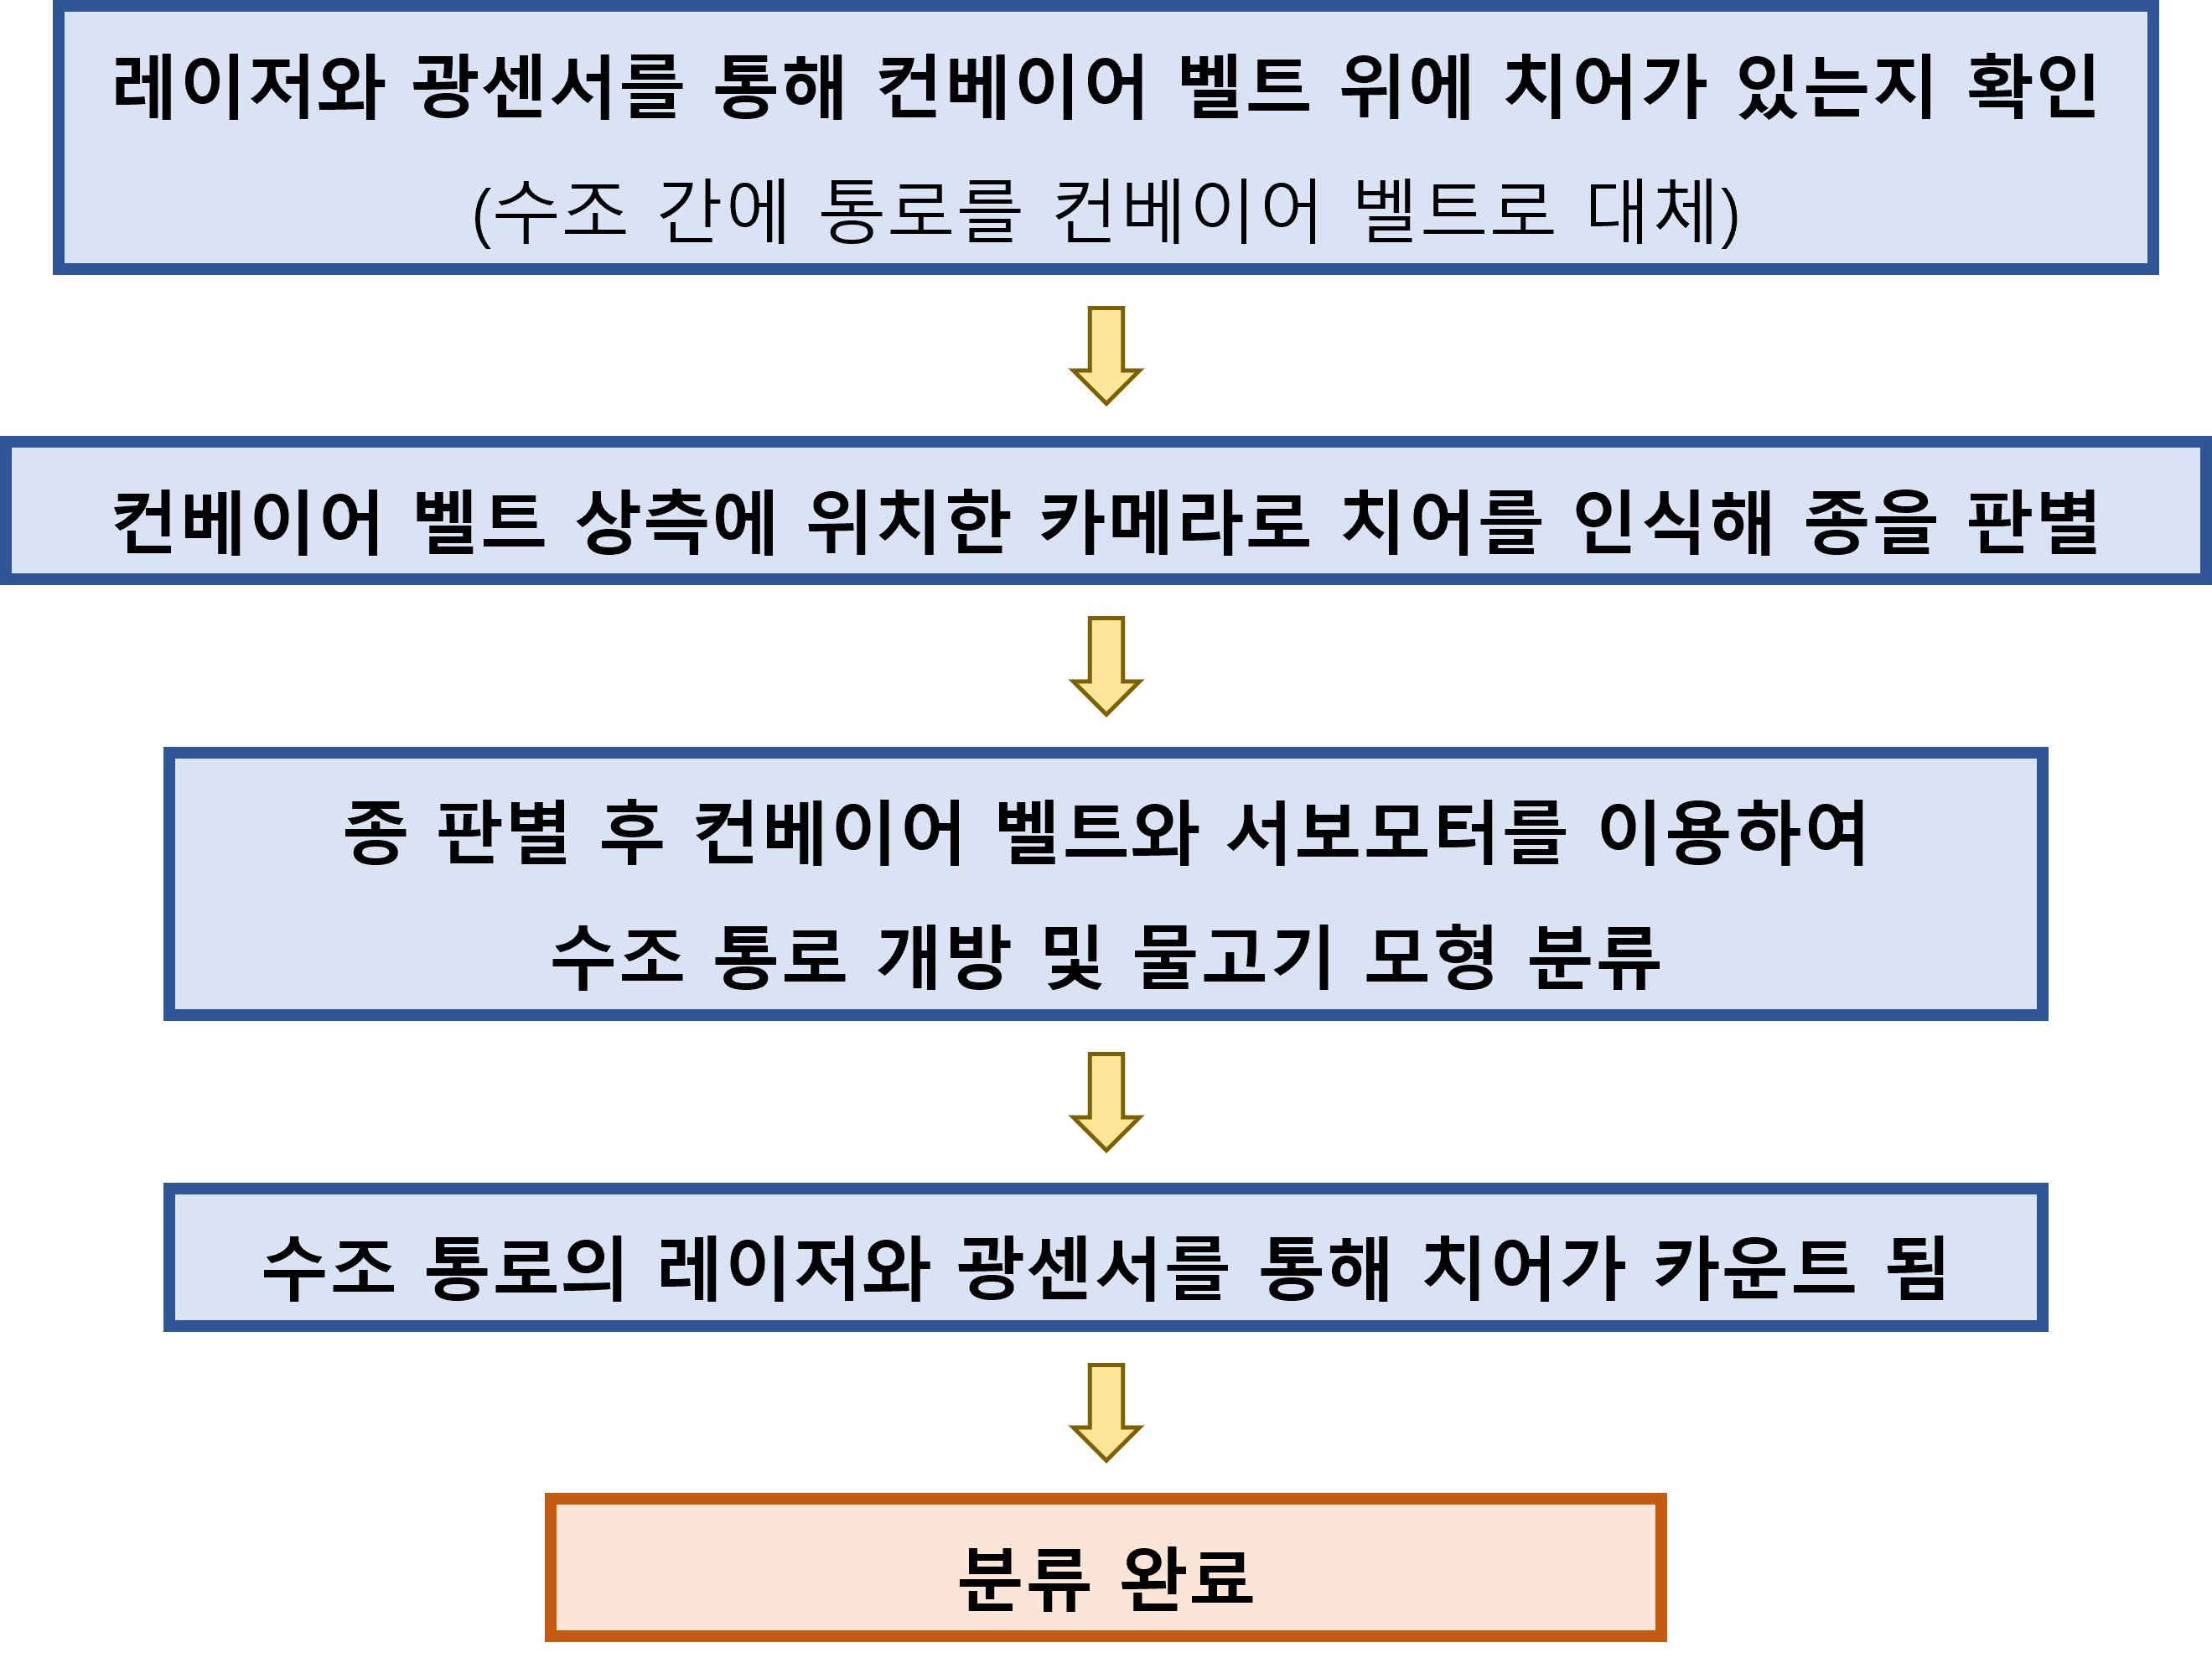 레이저와 광센서를 통해 컨베이어 벨트 위에 치어가 있는지 확인
(수조 간에 통로를 컨베이어 벨트로 대체)
컨베이어 벨트 상측에 위치한 카메라로 치어를 인식해 종을 판별
종 판별 후 컨베이어 벨트와 서보모터를 이용하여
수조 통로 개방 및 물고기 모형 분류
수조 통로의 레이저와 광센서를 통해 치어가 카운트 됨
분류 완료